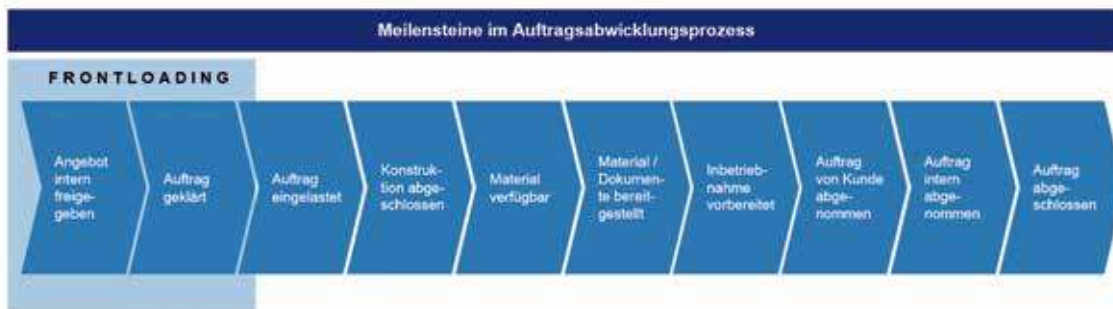 Meilensteine im Auftragsabwicklungsprozess
FRONTLOADING
Angebot
intern
freige-
geben
Auftrag
geklärt
Auftrag
eingelastet
Konstruk-
tion abge-
schlossen
Material
verfügbar
Material /
Dokumen-
te bereit-
gestellt
Inbetrieb-
nahme
vorbereitet
Auftrag
von Kunde
abge-
nommen
Auftrag
intern
abge-
nommen
Auftrag
abge-
schlossen